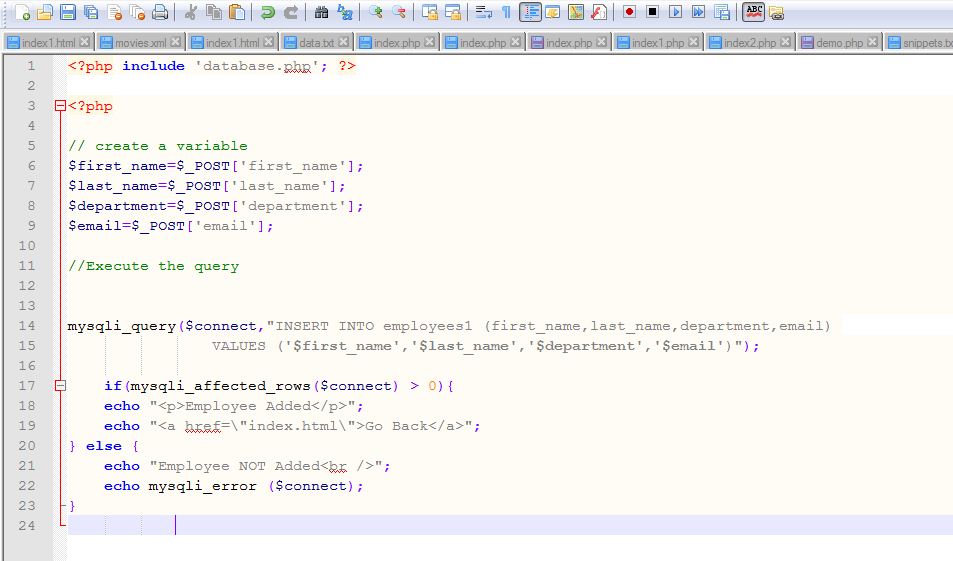 ABC
index1.html movies.xml index1.html data.txt index.php index.php index.php index1.php index2.php demo.php snippets.tx
1 <?php include 'database.php'; ?>
2
3 <?php
4
5 // create a variable
6 $first_name=$_POST['first_name'];
7 $last_name=$_POST['last_name'];
8 $department=$_POST['department'];
9 $email=$_POST['email'];
10
11 //Execute the query
12
13
14 mysqli_query($connect,"INSERT INTO employees1 (first_name,last_name,department,email)
15 VALUES ('$first_name','$last_name','$department','$email')");
16
17 if(mysqli_affected_rows($connect) > 0){
18 echo "<p>Employee Added</p>";
19 echo "<a href=\"index.html\">Go Back</a>";
20 } else {
21 echo "Employee NOT Added<br />";
22 echo mysqli_error ($connect);
23 }
24